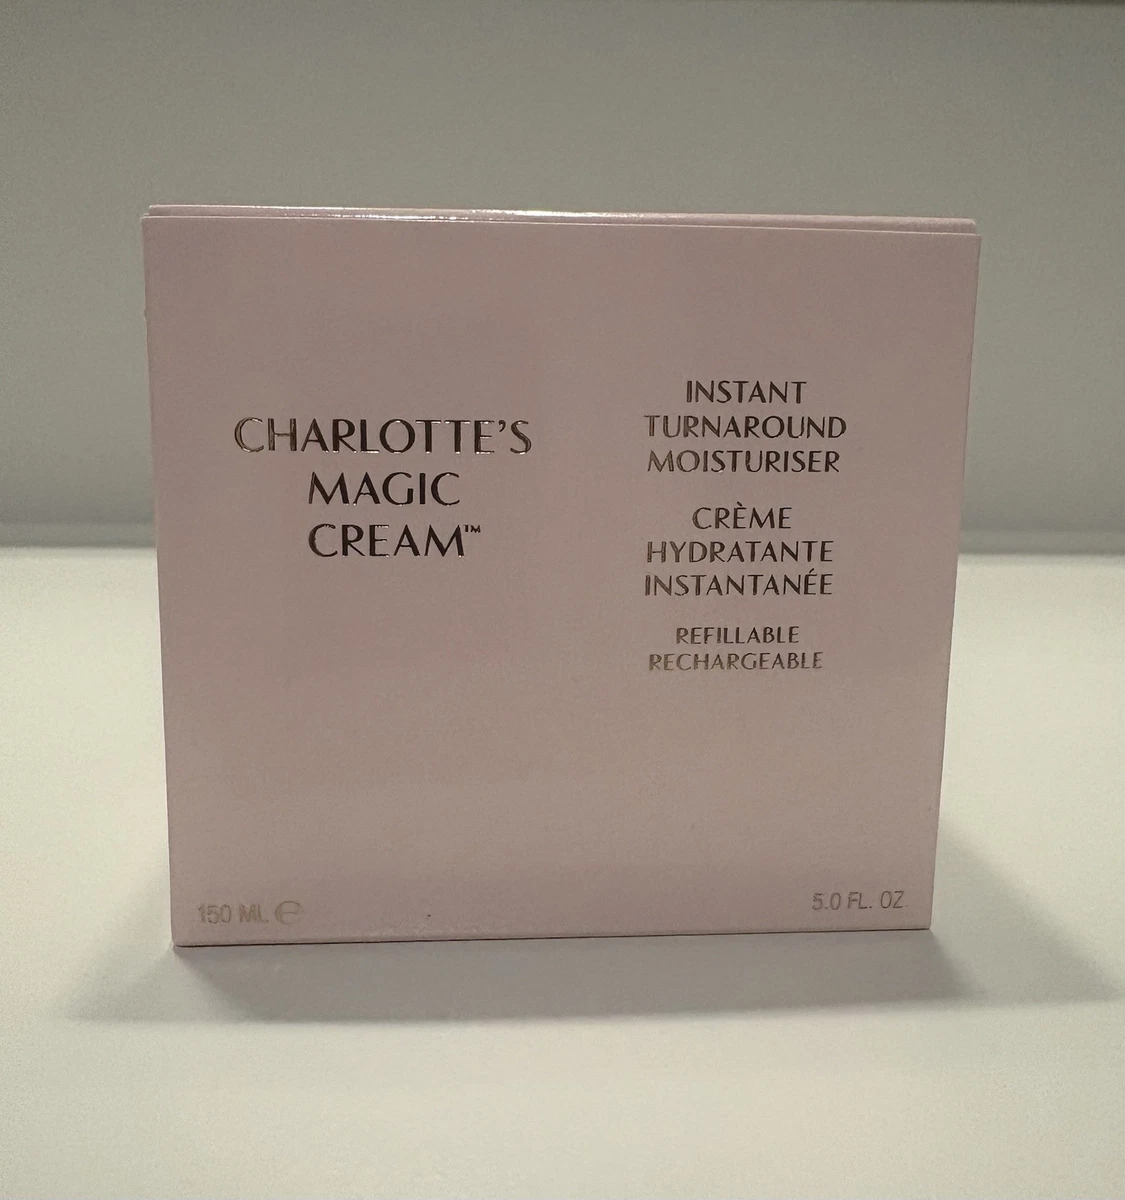 CHARLOTTE'S
MAGIC
CREAM™
INSTANT
TURNAROUND
MOISTURISER
CRÈME
HYDRATANTE
INSTANTANÉE
REFILLABLE
RECHARGEABLE
150 ML ℮
5.0 FL. OZ